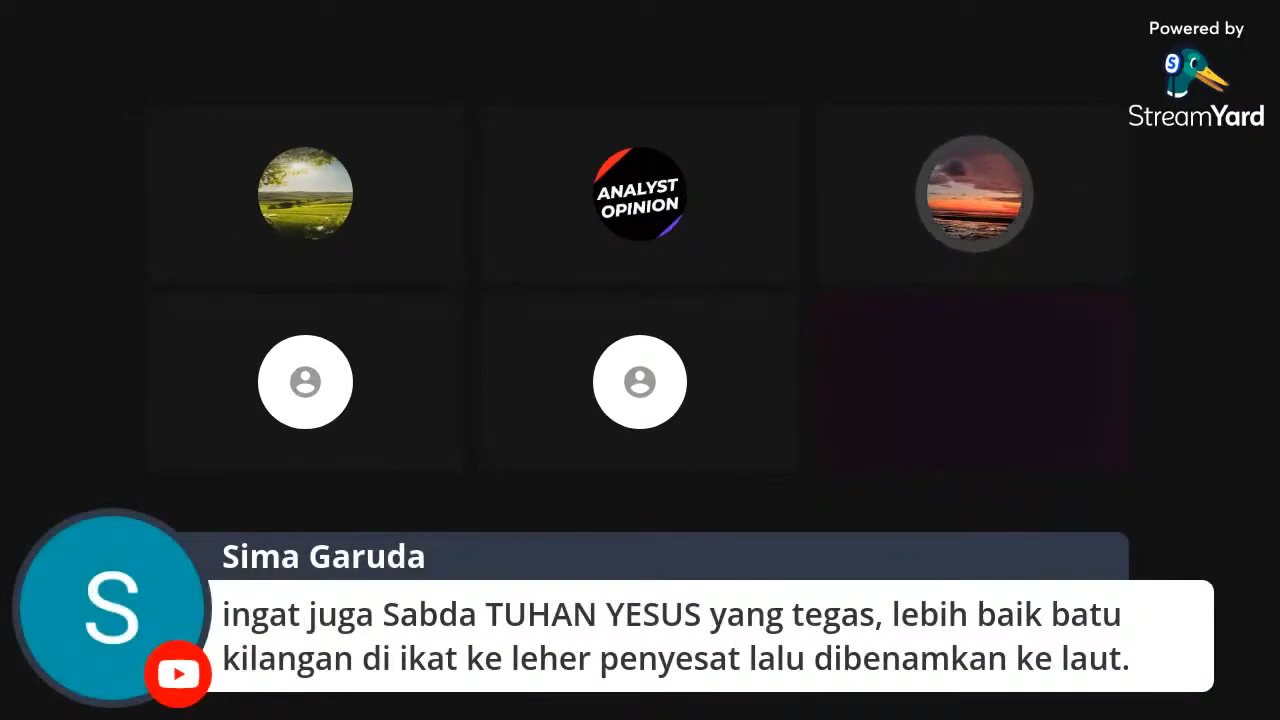 Powered by
S
StreamYard
ANALYST
OPINION
S
Sima Garuda
ingat juga Sabda TUHAN YESUS yang tegas, lebih baik batu
kilangan di ikat ke leher penyesat lalu dibenamkan ke laut.